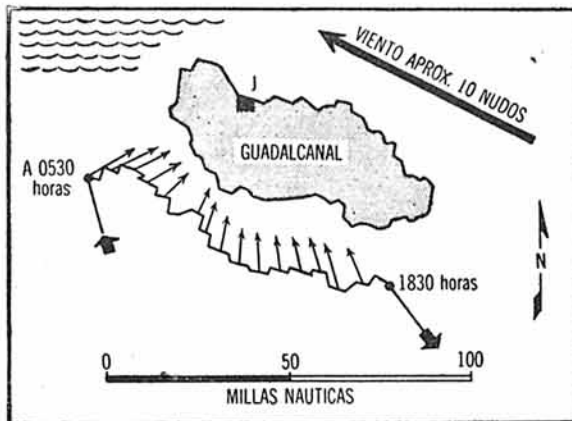 VIENTO APROX. 10 NUDOS
J
GUADALCANAL
A 0530
horas
1830 horas
N
0 50 100
MILLAS NAUTICAS